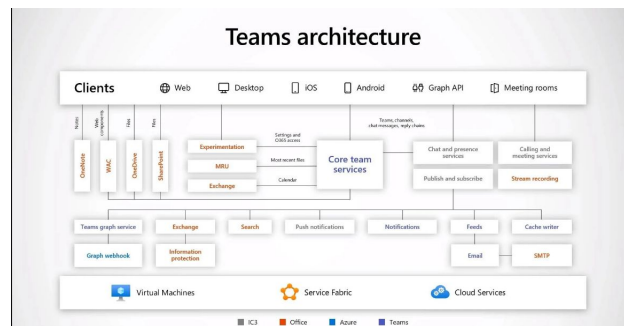 Teams architecture
Clients
Web
Desktop
iOS
Android
Graph API
Meeting rooms
Notes
Web
components
Files
Files
Settings and
O365 access
Teams, channels,
chat messages, reply chains
OneNote
WAC
OneDrive
SharePoint
Experimentation
MRU
Exchange
Most recent files
Calendar
Core team
services
Chat and presence
services
Publish and subscribe
Calling and
meeting services
Stream recording
Teams graph service
Exchange
Search
Push notifications
Notifications
Feeds
Cache writer
Graph webhook
Information
protection
Email
SMTP
Virtual Machines
Service Fabric
Cloud Services
IC3
Office
Azure
Teams